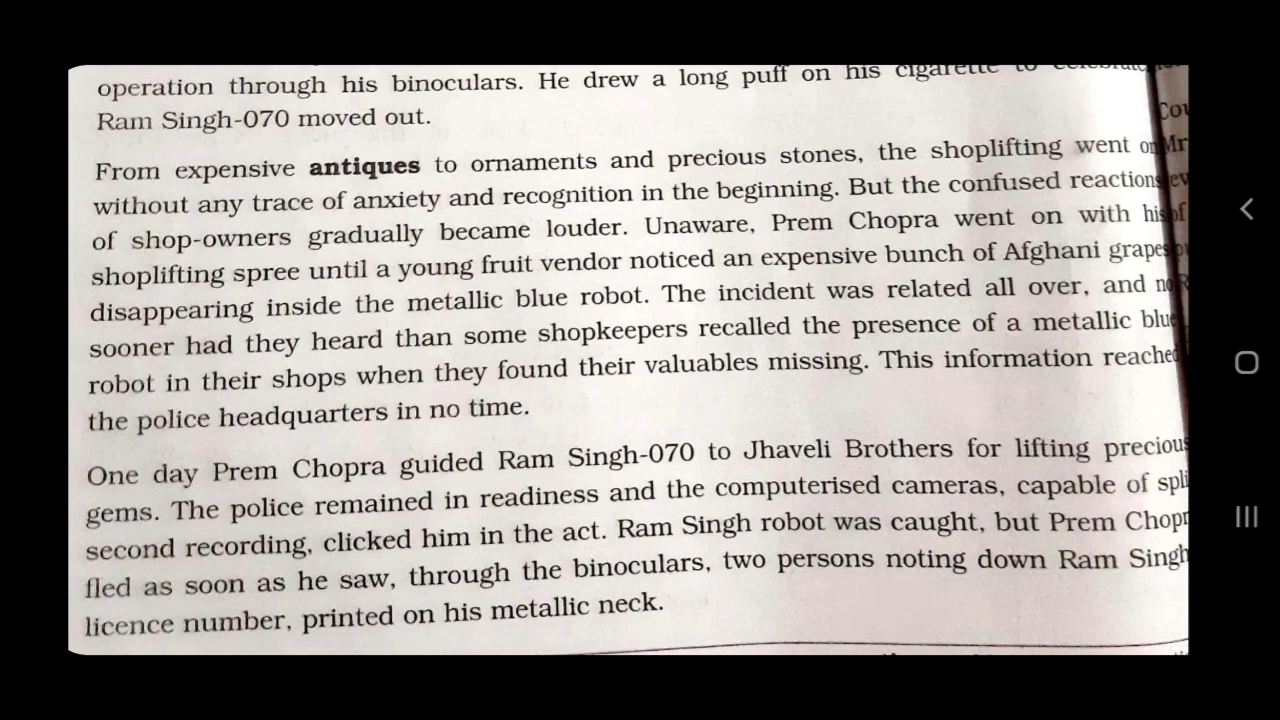 operation through his binoculars. He drew a long puff on his cigarette to
Ram Singh-070 moved out.
From expensive antiques to ornaments and precious stones, the shoplifting went on
without any trace of anxiety and recognition in the beginning. But the confused reactions
of shop-owners gradually became louder. Unaware, Prem Chopra went on with his
shoplifting spree until a young fruit vendor noticed an expensive bunch of Afghani grapes
disappearing inside the metallic blue robot. The incident was related all over, and no
sooner had they heard than some shopkeepers recalled the presence of a metallic blue
robot in their shops when they found their valuables missing. This information reached
the police headquarters in no time.
One day Prem Chopra guided Ram Singh-070 to Jhaveli Brothers for lifting precious
gems. The police remained in readiness and the computerised cameras, capable of spli
second recording, clicked him in the act. Ram Singh robot was caught, but Prem Chopr
fled as soon as he saw, through the binoculars, two persons noting down Ram Singh
licence number, printed on his metallic neck.